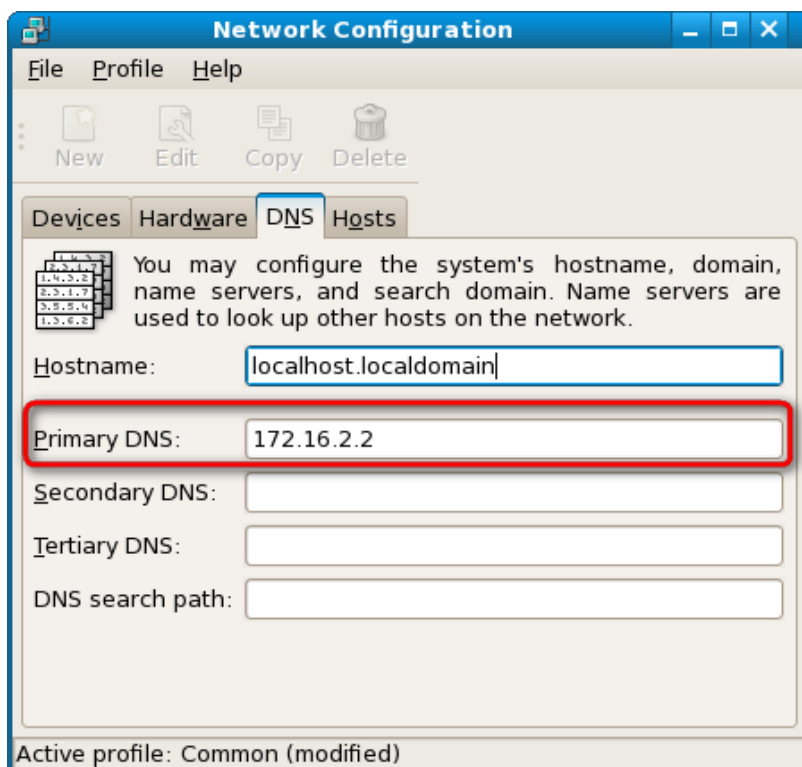 Network Configuration
File Profile Help
New Edit Copy Delete
Devices Hardware DNS Hosts
You may configure the system's hostname, domain,
name servers, and search domain. Name servers are
used to look up other hosts on the network.
Hostname: localhost.localdomain
Primary DNS: 172.16.2.2
Secondary DNS:
Tertiary DNS:
DNS search path:
Active profile: Common (modified)